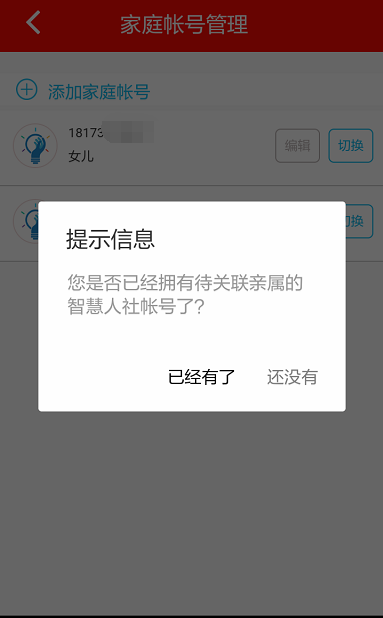 家庭帐号管理
添加家庭帐号
18173
女儿
编辑
切换
切换
提示信息
您是否已经拥有待关联亲属的
智慧人社帐号了?
已经有了
还没有